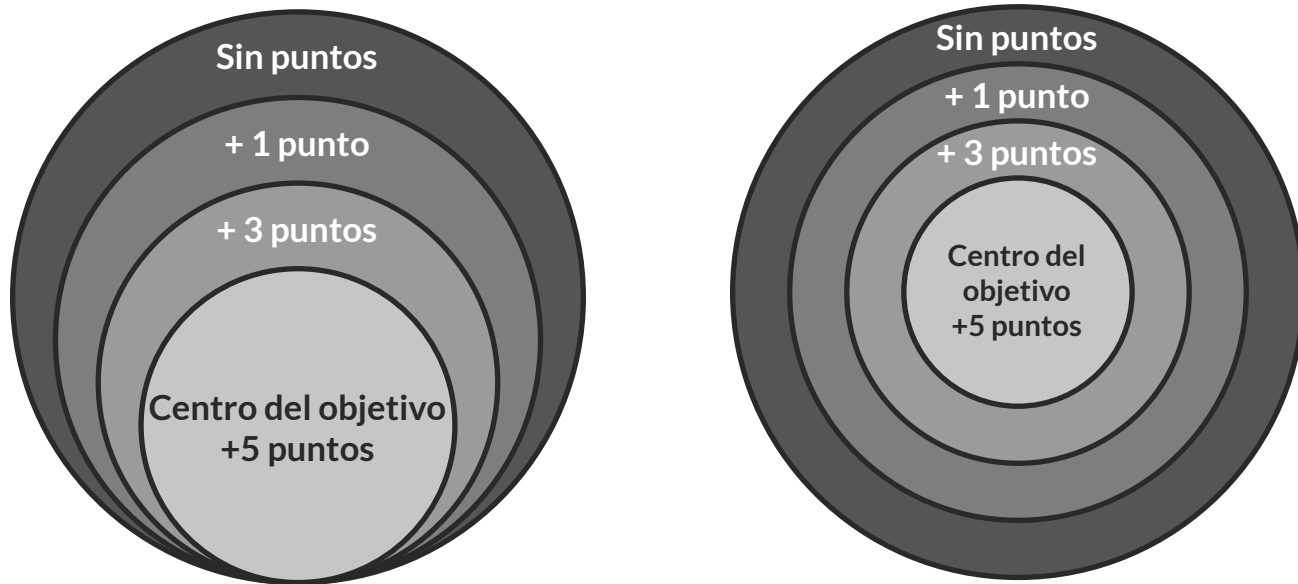 Sin puntos
+ 1 punto
+ 3 puntos
Centro del objetivo
+5 puntos
Sin puntos
+ 1 punto
+ 3 puntos
Centro del
objetivo
+5 puntos